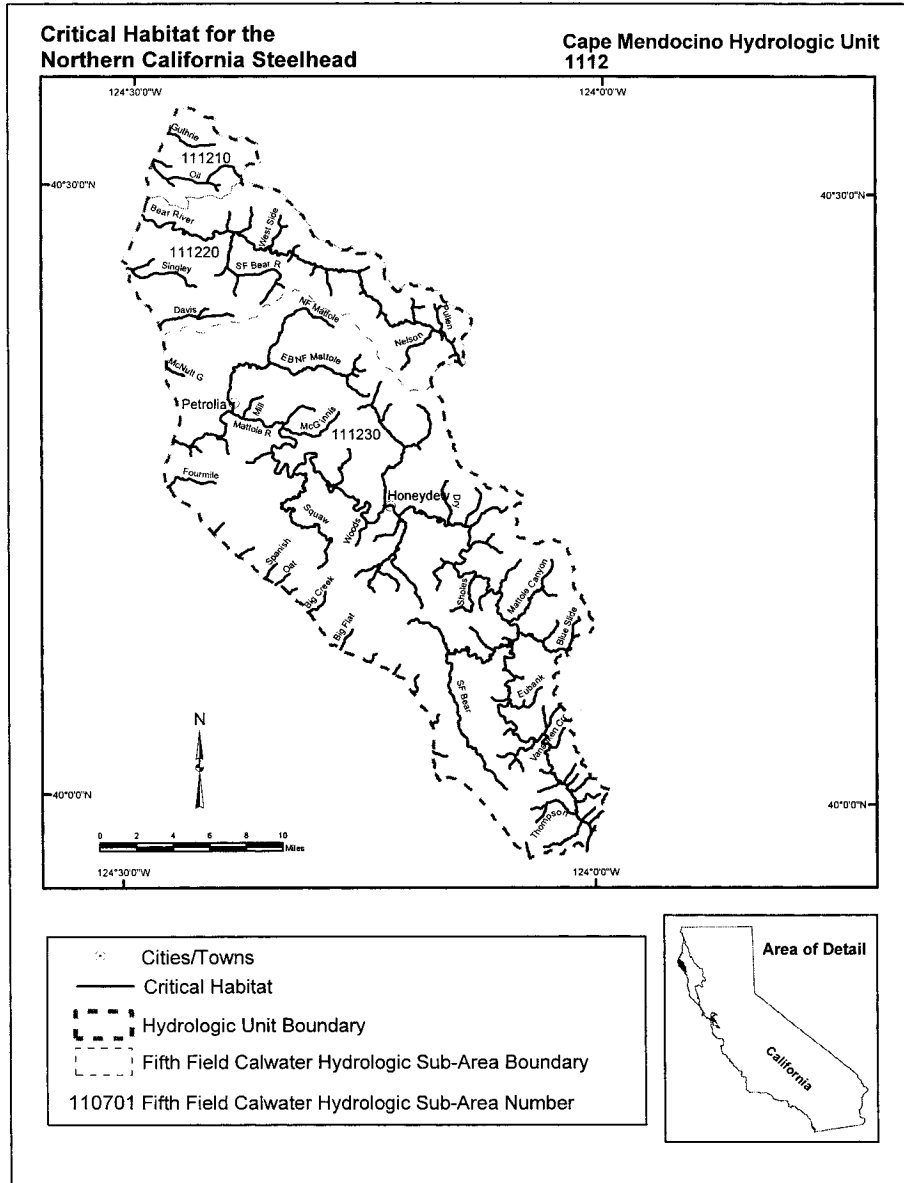 Critical Habitat for the
Northern California Steelhead
Cape Mendocino Hydrologic Unit
1112
124°30'0"W
124°0'0"W
Guthrie
111210
Oil
40°30'0"N
40°30'0"N
Bear River
West Side
111220
SF Bear R
Singley
Davis
NF Mattole
Pullen
Nelson
EBNF Mattole
McNutt G
Petrolia
Mill
McGinnis
Mattole R
111230
Fourmile
Honeydew
Dry
Squaw
Woods
Spanish
Oat
Big Creek
Sholes
Mattole Canyon
Big Flat
Blue Slide
SF Bear
Eubank
Vanauken Cr
N
40°0'0"N
40°0'0"N
Thompson
0 2 4 6 8 10
Miles
124°30'0"W
124°0'0"W
Cities/Towns
Critical Habitat
Hydrologic Unit Boundary
Fifth Field Calwater Hydrologic Sub-Area Boundary
110701 Fifth Field Calwater Hydrologic Sub-Area Number
Area of Detail
California